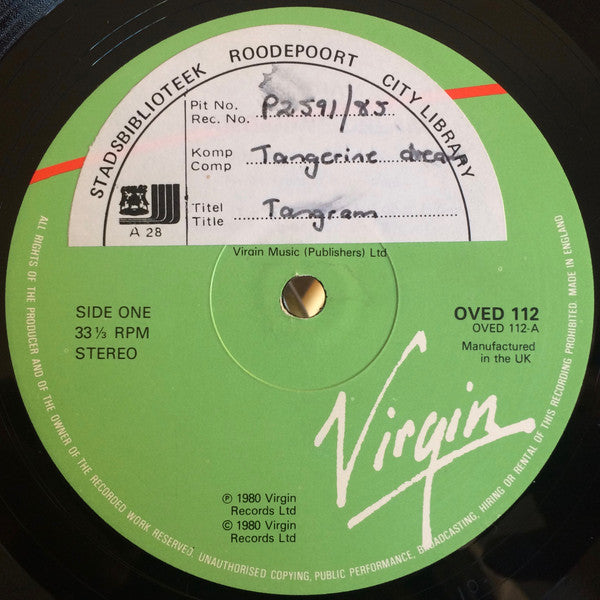 STADSBIBLIOTEEK ROODEPOORT CITY LIBRARY
Pit No.
Rec. No. P2591/85
Komp
Comp Tangerine dream
Titel
Title Tangram
A 28
Virgin Music (Publishers) Ltd
SIDE ONE
33⅓ RPM
STEREO
OVED 112
OVED 112-A
Manufactured
in the UK
Virgin
℗ 1980 Virgin
Records Ltd
© 1980 Virgin
Records Ltd
ALL RIGHTS OF THE PRODUCER AND OF THE OWNER OF THE RECORDED WORK RESERVED. UNAUTHORISED COPYING, PUBLIC PERFORMANCE, BROADCASTING, HIRING OR RENTAL OF THIS RECORDING PROHIBITED. MADE IN ENGLAND